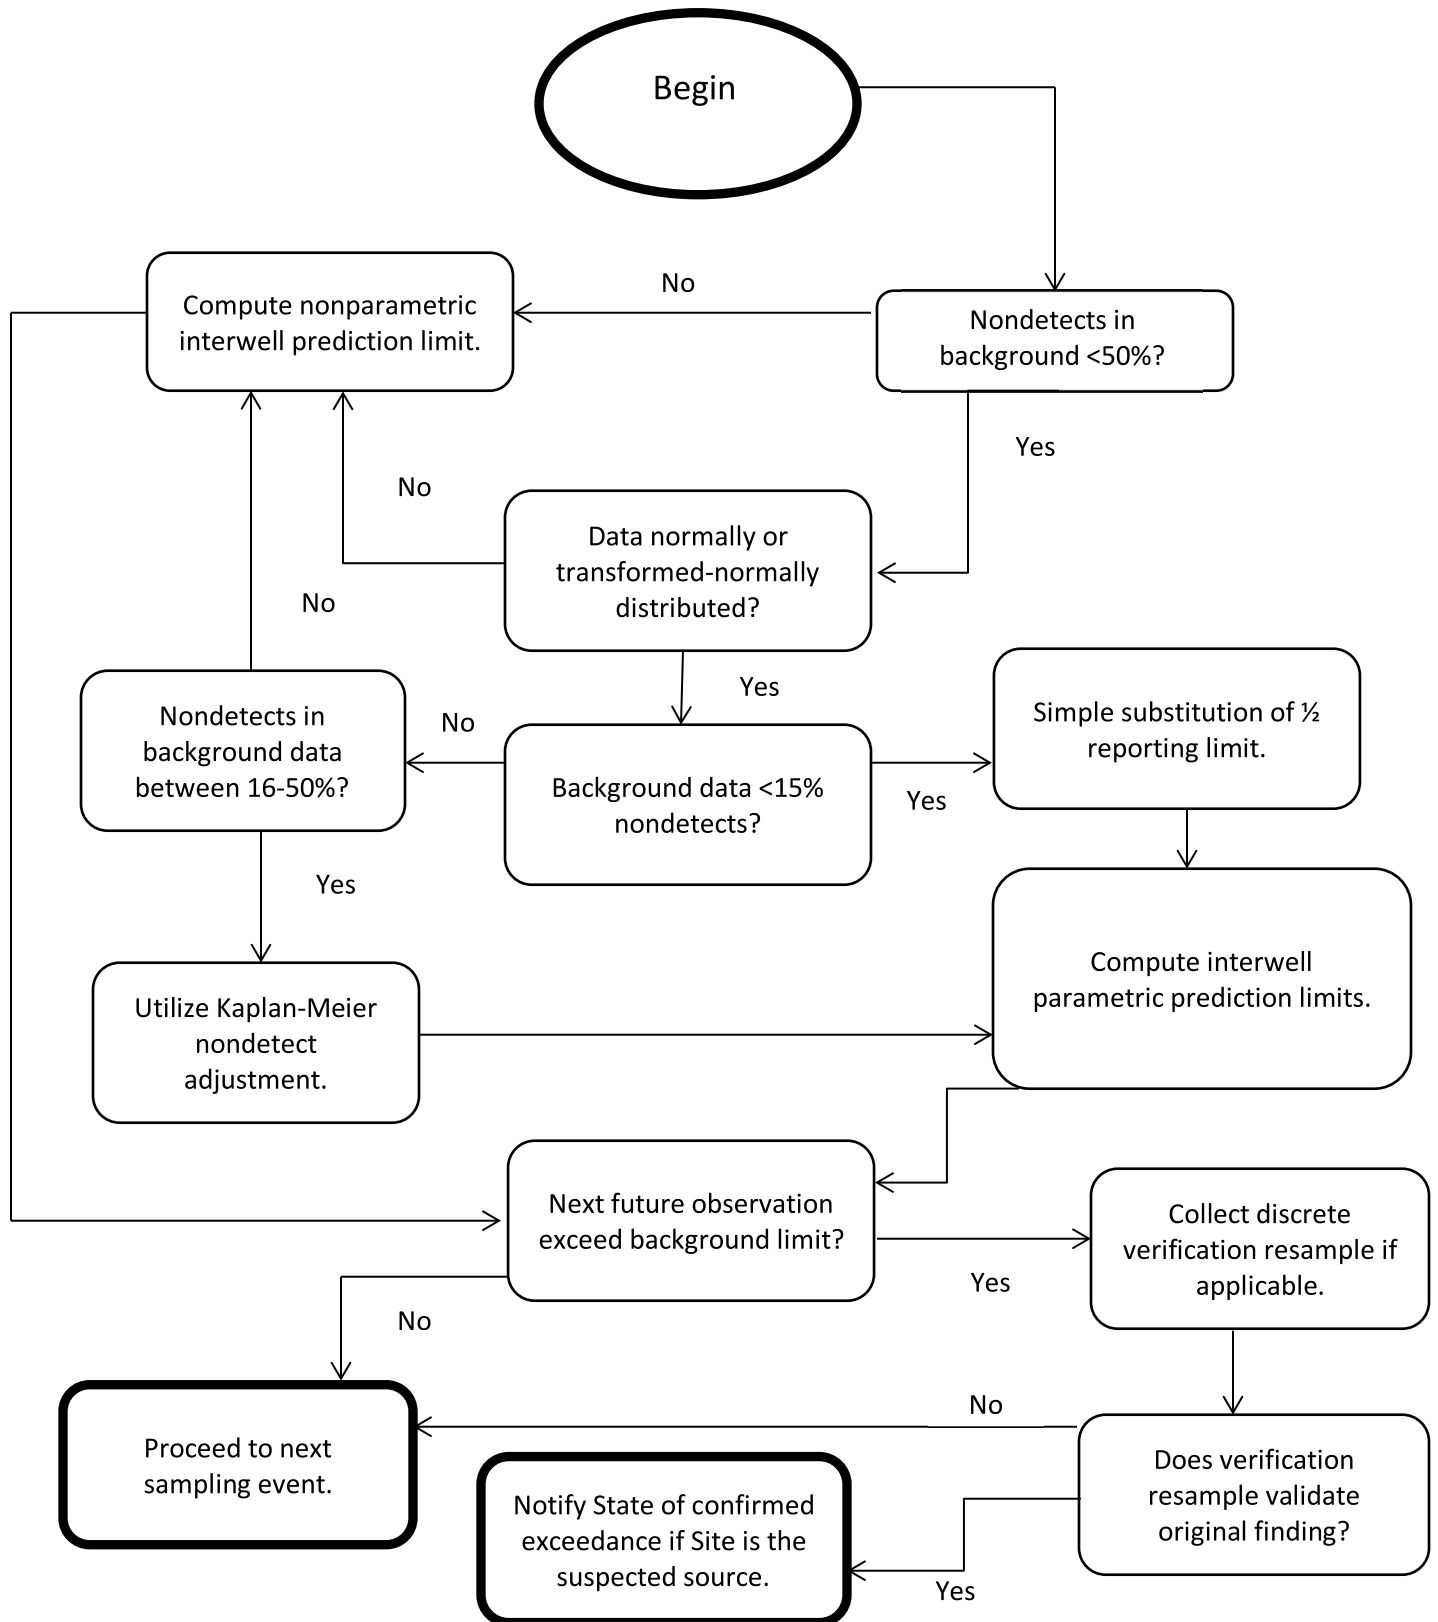 Begin
No
Compute nonparametric
interwell prediction limit.
Nondetects in
background <50%?
Yes
No
Data normally or
transformed-normally
distributed?
No
Yes
Nondetects in
background data
between 16-50%?
No
Background data <15%
nondetects?
Yes
Simple substitution of ½
reporting limit.
Yes
Compute interwell
parametric prediction limits.
Utilize Kaplan-Meier
nondetect
adjustment.
Next future observation
exceed background limit?
Yes
Collect discrete
verification resample if
applicable.
No
No
Proceed to next
sampling event.
Notify State of confirmed
exceedance if Site is the
suspected source.
Does verification
resample validate
original finding?
Yes